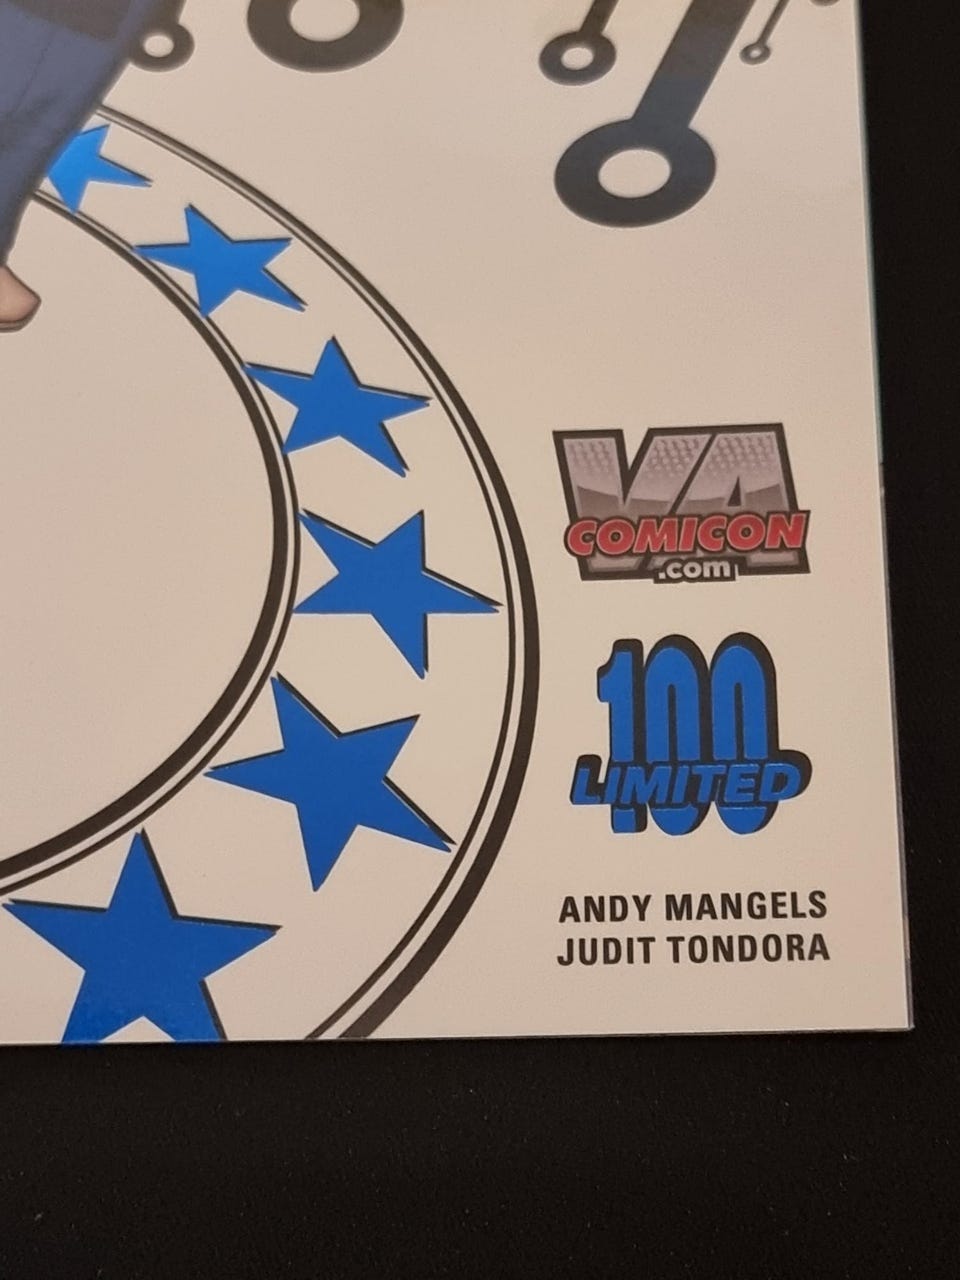 VA
COMICON
.com
100
LIMITED
ANDY MANGELS
JUDIT TONDORA